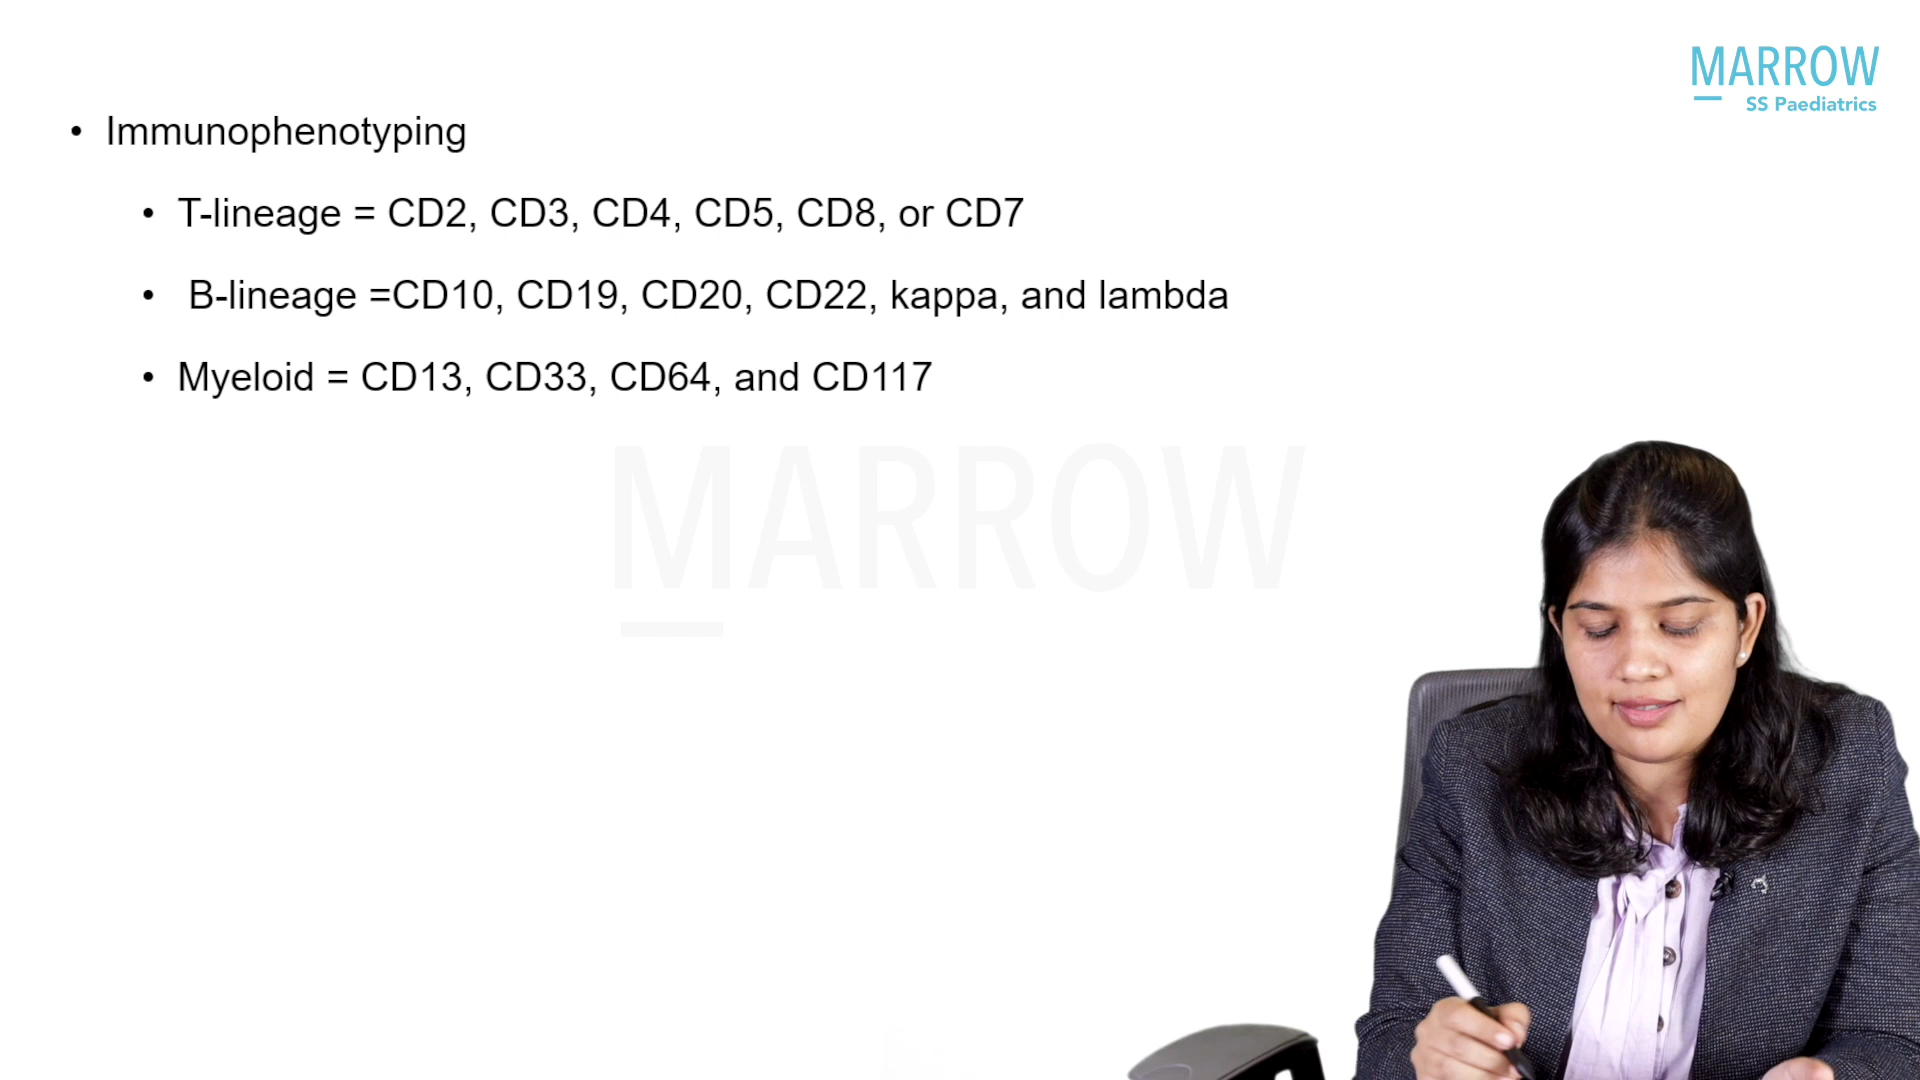 MARROW
SS Paediatrics
• Immunophenotyping
• T-lineage = CD2, CD3, CD4, CD5, CD8, or CD7
• B-lineage =CD10, CD19, CD20, CD22, kappa, and lambda
• Myeloid = CD13, CD33, CD64, and CD117
MARROW